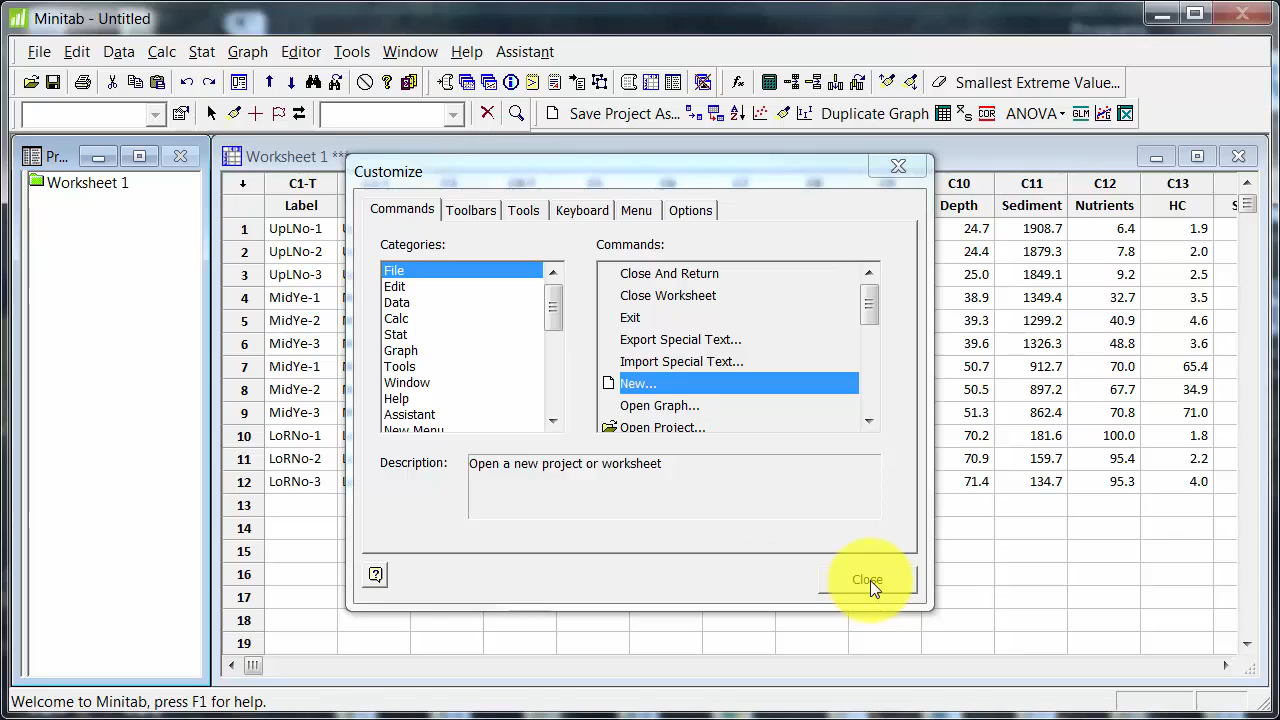 Minitab - Untitled
File Edit Data Calc Stat Graph Editor Tools Window Help Assistant
Smallest Extreme Value...
Save Project As... Duplicate Graph ANOVA
Pr...
Worksheet 1 ***
Worksheet 1
Customize
Commands Toolbars Tools Keyboard Menu Options
Categories:
File
Edit
Data
Calc
Stat
Graph
Tools
Window
Help
Assistant
New Menu
Commands:
Close And Return
Close Worksheet
Exit
Export Special Text...
Import Special Text...
New...
Open Graph...
Open Project...
Description:
Open a new project or worksheet
Close
C1-T C10 C11 C12 C13
Label Depth Sediment Nutrients HC
1 UpLNo-1 24.7 1908.7 6.4 1.9
2 UpLNo-2 24.4 1879.3 7.8 2.0
3 UpLNo-3 25.0 1849.1 9.2 2.5
4 MidYe-1 38.9 1349.4 32.7 3.5
5 MidYe-2 39.3 1299.2 40.9 4.6
6 MidYe-3 39.6 1326.3 48.8 3.6
7 MidYe-1 50.7 912.7 70.0 65.4
8 MidYe-2 50.5 897.2 67.7 34.9
9 MidYe-3 51.3 862.4 70.8 71.0
10 LoRNo-1 70.2 181.6 100.0 1.8
11 LoRNo-2 70.9 159.7 95.4 2.2
12 LoRNo-3 71.4 134.7 95.3 4.0
13
14
15
16
17
18
19
Welcome to Minitab, press F1 for help.